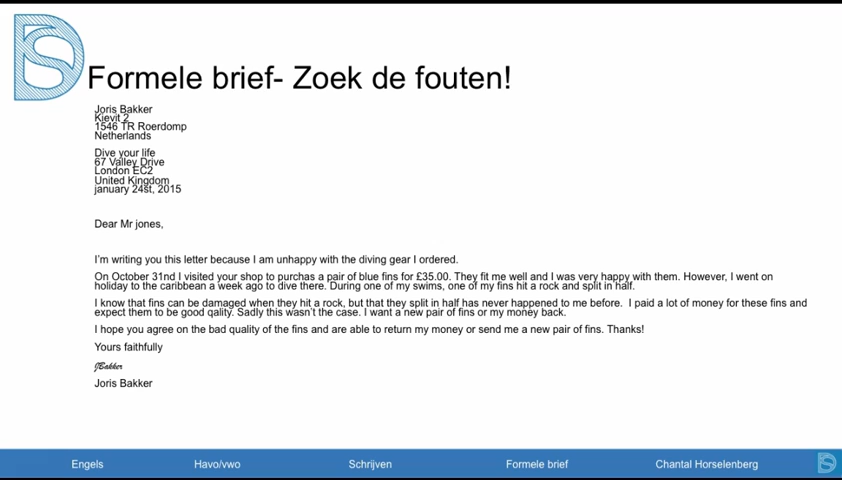 Formele brief- Zoek de fouten!
Joris Bakker
Kievit 2
1546 TR Roerdomp
Netherlands
Dive your life
67 Valley Drive
London EC2
United Kingdom
january 24st, 2015
Dear Mr jones,
I'm writing you this letter because I am unhappy with the diving gear I ordered.
On October 31nd I visited your shop to purchas a pair of blue fins for £35.00. They fit me well and I was very happy with them. However, I went on
holiday to the caribbean a week ago to dive there. During one of my swims, one of my fins hit a rock and split in half.
I know that fins can be damaged when they hit a rock, but that they split in half has never happened to me before. I paid a lot of money for these fins and
expect them to be good qality. Sadly this wasn't the case. I want a new pair of fins or my money back.
I hope you agree on the bad quality of the fins and are able to return my money or send me a new pair of fins. Thanks!
Yours faithfully
JBakker
Joris Bakker
Engels Havo/vwo Schrijven Formele brief Chantal Horselenberg